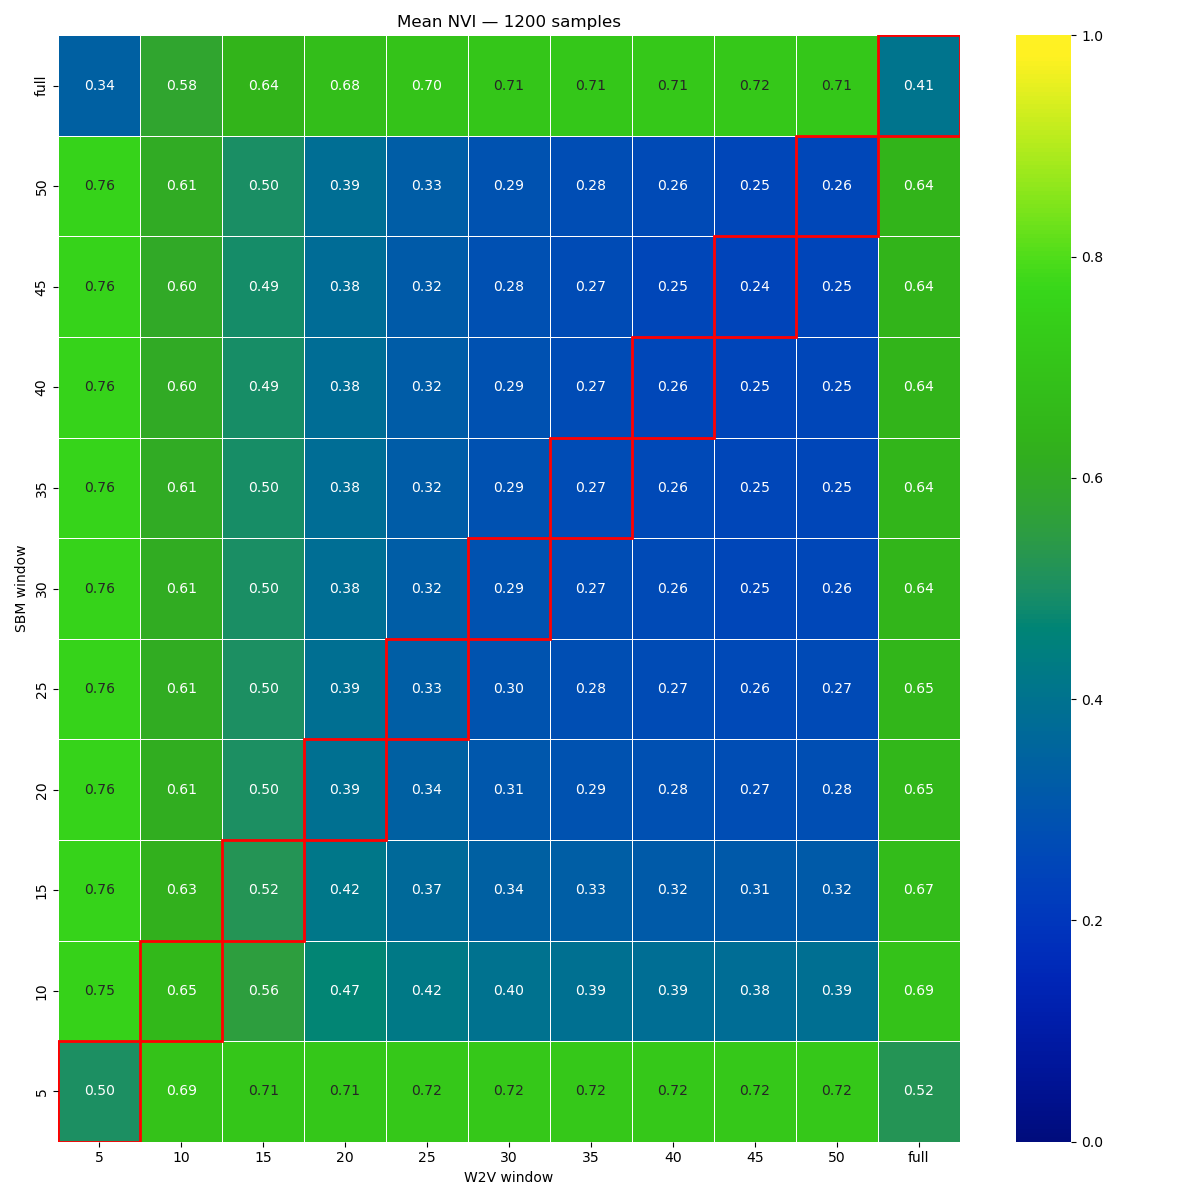 Mean NVI — 1200 samples
full 0.34 0.58 0.64 0.68 0.70 0.71 0.71 0.71 0.72 0.71 0.41
50 0.76 0.61 0.50 0.39 0.33 0.29 0.28 0.26 0.25 0.26 0.64
45 0.76 0.60 0.49 0.38 0.32 0.28 0.27 0.25 0.24 0.25 0.64
40 0.76 0.60 0.49 0.38 0.32 0.29 0.27 0.26 0.25 0.25 0.64
35 0.76 0.61 0.50 0.38 0.32 0.29 0.27 0.26 0.25 0.25 0.64
30 0.76 0.61 0.50 0.38 0.32 0.29 0.27 0.26 0.25 0.26 0.64
25 0.76 0.61 0.50 0.39 0.33 0.30 0.28 0.27 0.26 0.27 0.65
20 0.76 0.61 0.50 0.39 0.34 0.31 0.29 0.28 0.27 0.28 0.65
15 0.76 0.63 0.52 0.42 0.37 0.34 0.33 0.32 0.31 0.32 0.67
10 0.75 0.65 0.56 0.47 0.42 0.40 0.39 0.39 0.38 0.39 0.69
5 0.50 0.69 0.71 0.71 0.72 0.72 0.72 0.72 0.72 0.72 0.52
5 10 15 20 25 30 35 40 45 50 full
W2V window
SBM window
1.0
0.8
0.6
0.4
0.2
0.0